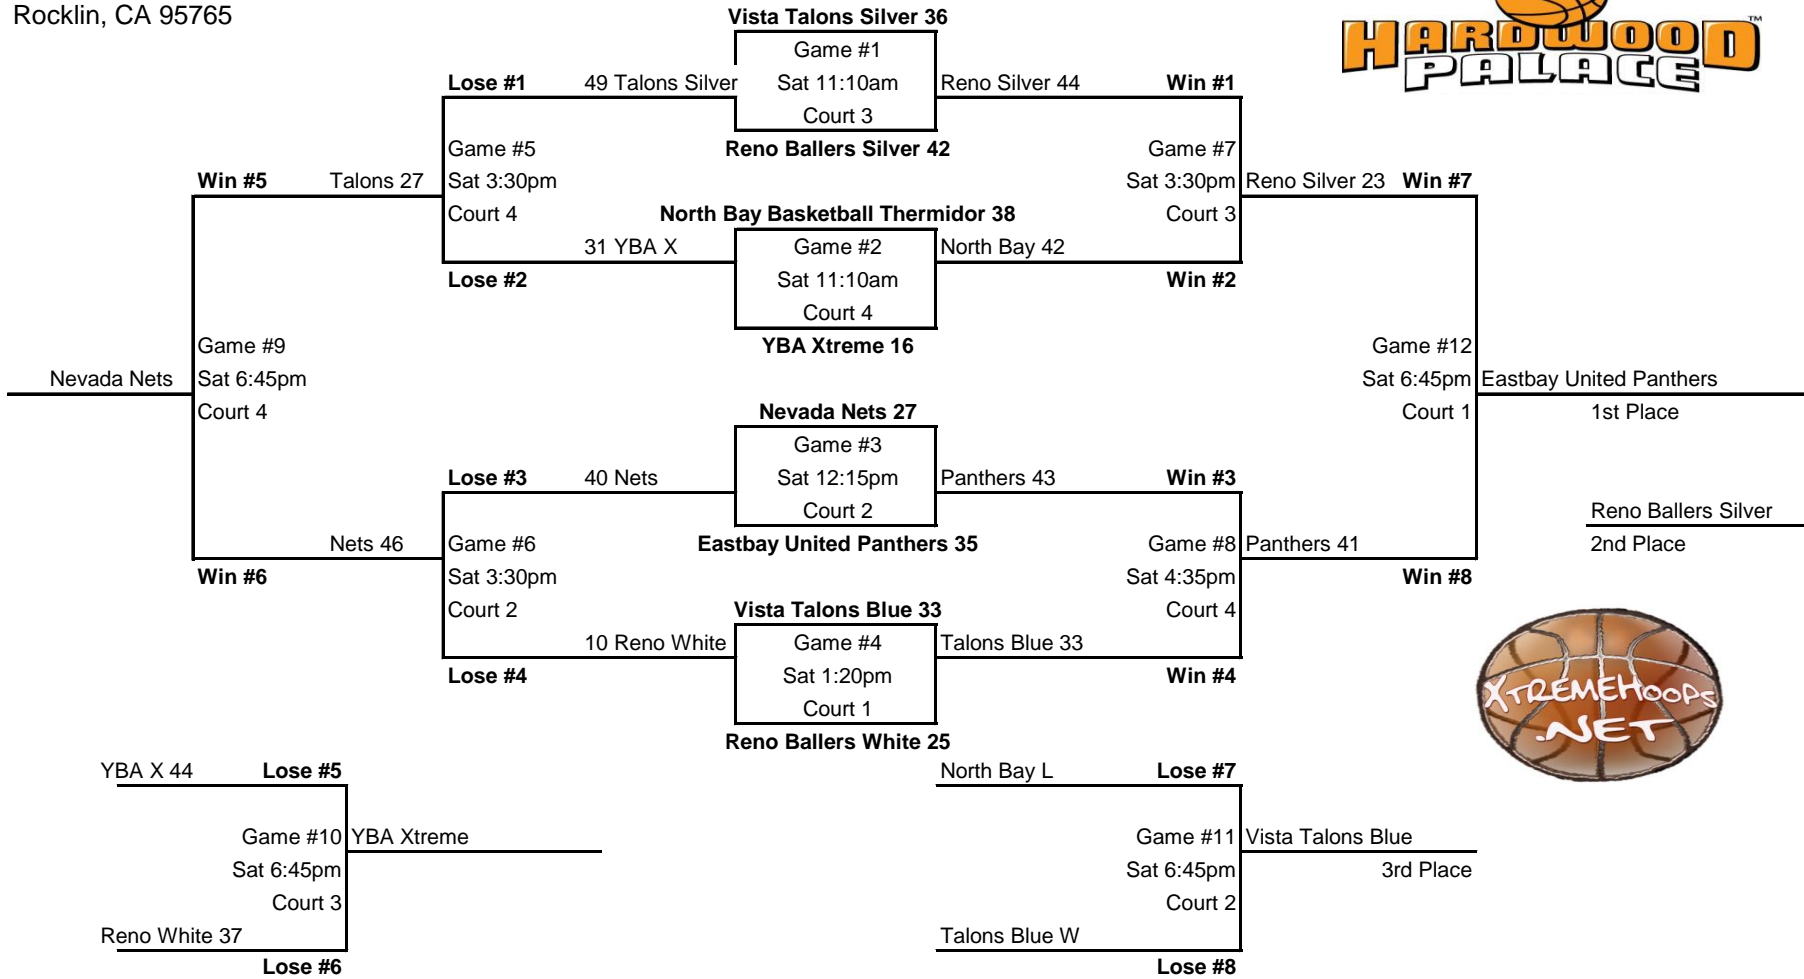 Rocklin, CA 95765
HARDWOOD
PALACE
TM
Vista Talons Silver 36
Game #1
Lose #1 49 Talons Silver Sat 11:10am Reno Silver 44 Win #1
Court 3
Game #5 Reno Ballers Silver 42 Game #7
Win #5 Talons 27 Sat 3:30pm Sat 3:30pm Reno Silver 23 Win #7
Court 4 North Bay Basketball Thermidor 38 Court 3
31 YBA X Game #2 North Bay 42
Lose #2 Sat 11:10am Win #2
Court 4
Game #9 YBA Xtreme 16 Game #12
Nevada Nets Sat 6:45pm Sat 6:45pm Eastbay United Panthers
Court 4 Nevada Nets 27 Court 1 1st Place
Game #3
Lose #3 40 Nets Sat 12:15pm Panthers 43 Win #3
Court 2 Reno Ballers Silver
Nets 46 Game #6 Eastbay United Panthers 35 Game #8 Panthers 41 2nd Place
Win #6 Sat 3:30pm Sat 4:35pm Win #8
Court 2 Vista Talons Blue 33 Court 4
10 Reno White Game #4 Talons Blue 33
Lose #4 Sat 1:20pm Win #4
Court 1
XTREMEHOOPS
.NET
Reno Ballers White 25
YBA X 44 Lose #5 North Bay L Lose #7
Game #10 YBA Xtreme Game #11 Vista Talons Blue
Sat 6:45pm Sat 6:45pm 3rd Place
Court 3 Court 2
Reno White 37 Talons Blue W
Lose #6 Lose #8